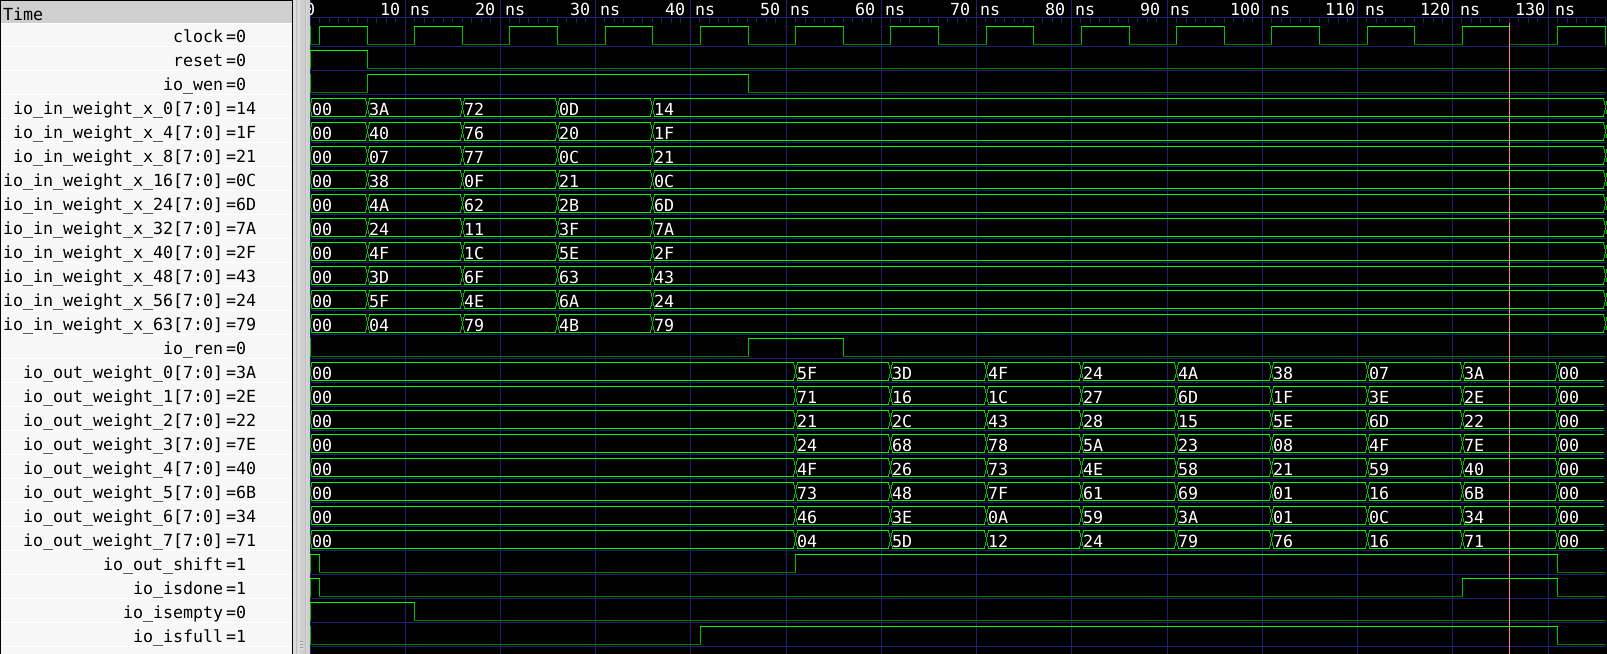 Time 0 10 ns 20 ns 30 ns 40 ns 50 ns 60 ns 70 ns 80 ns 90 ns 100 ns 110 ns 120 ns 130 ns
clock=0
reset=0
io_wen=0
io_in_weight_x_0[7:0]=14 00 3A 72 0D 14
io_in_weight_x_4[7:0]=1F 00 40 76 20 1F
io_in_weight_x_8[7:0]=21 00 07 77 0C 21
io_in_weight_x_16[7:0]=0C 00 38 0F 21 0C
io_in_weight_x_24[7:0]=6D 00 4A 62 2B 6D
io_in_weight_x_32[7:0]=7A 00 24 11 3F 7A
io_in_weight_x_40[7:0]=2F 00 4F 1C 5E 2F
io_in_weight_x_48[7:0]=43 00 3D 6F 63 43
io_in_weight_x_56[7:0]=24 00 5F 4E 6A 24
io_in_weight_x_63[7:0]=79 00 04 79 4B 79
io_ren=0
io_out_weight_0[7:0]=3A 00 5F 3D 4F 24 4A 38 07 3A 00
io_out_weight_1[7:0]=2E 00 71 16 1C 27 6D 1F 3E 2E 00
io_out_weight_2[7:0]=22 00 21 2C 43 28 15 5E 6D 22 00
io_out_weight_3[7:0]=7E 00 24 68 78 5A 23 08 4F 7E 00
io_out_weight_4[7:0]=40 00 4F 26 73 4E 58 21 59 40 00
io_out_weight_5[7:0]=6B 00 73 48 7F 61 69 01 16 6B 00
io_out_weight_6[7:0]=34 00 46 3E 0A 59 3A 01 0C 34 00
io_out_weight_7[7:0]=71 00 04 5D 12 24 79 76 16 71 00
io_out_shift=1
io_isdone=1
io_isempty=0
io_isfull=1